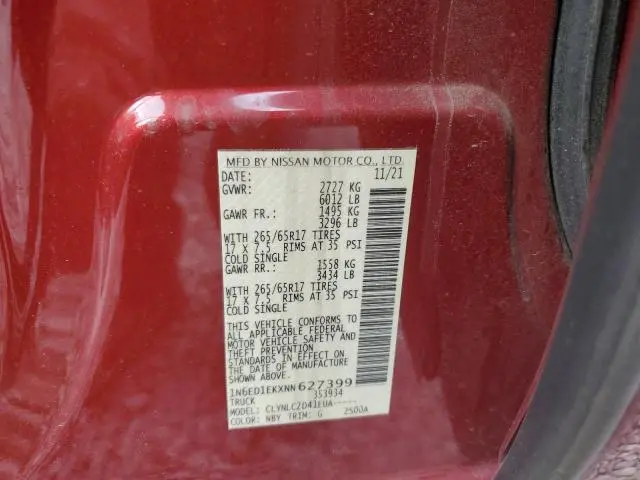 MFD BY NISSAN MOTOR CO., LTD.
DATE: 11/21
GVWR: 2727 KG
6012 LB
GAWR FR.: 1495 KG
3296 LB
WITH 265/65R17 TIRES
17 X 7.5 RIMS AT 35 PSI
COLD SINGLE
GAWR RR.: 1558 KG
3434 LB
WITH 265/65R17 TIRES
17 X 7.5 RIMS AT 35 PSI
COLD SINGLE
THIS VEHICLE CONFORMS TO
ALL APPLICABLE FEDERAL
MOTOR VEHICLE SAFETY AND
THEFT PREVENTION
STANDARDS IN EFFECT ON
THE DATE OF MANUFACTURE
SHOWN ABOVE.
1N6ED1EKXNN627399
TRUCK 353934
MODEL: CLYNLC2D41EUA-----
COLOR: NBY TRIM: G 2500A